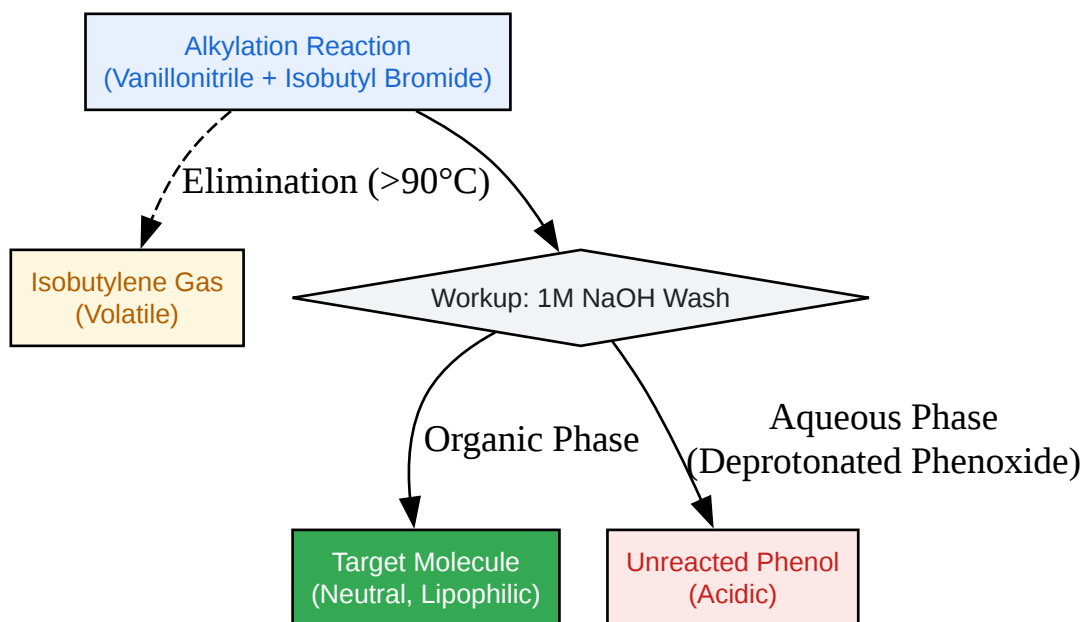 Alkylation Reaction
(Vanillonitrile + Isobutyl Bromide)
Elimination (>90°C)
Isobutylene Gas
(Volatile)
Workup: 1M NaOH Wash
Organic Phase
Aqueous Phase
(Deprotonated Phenoxide)
Target Molecule
(Neutral, Lipophilic)
Unreacted Phenol
(Acidic)